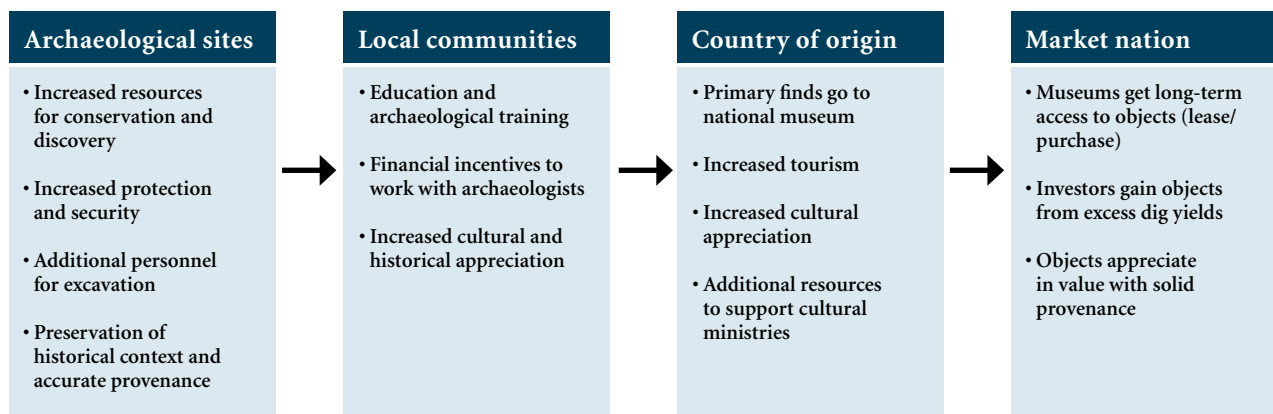 Archaeological sites
• Increased resources
for conservation and
discovery
• Increased protection
and security
• Additional personnel
for excavation
• Preservation of
historical context and
accurate provenance
Local communities
• Education and
archaeological training
• Financial incentives to
work with archaeologists
• Increased cultural and
historical appreciation
Country of origin
• Primary finds go to
national museum
• Increased tourism
• Increased cultural
appreciation
• Additional resources
to support cultural
ministries
Market nation
• Museums get long-term
access to objects (lease/
purchase)
• Investors gain objects
from excess dig yields
• Objects appreciate
in value with solid
provenance